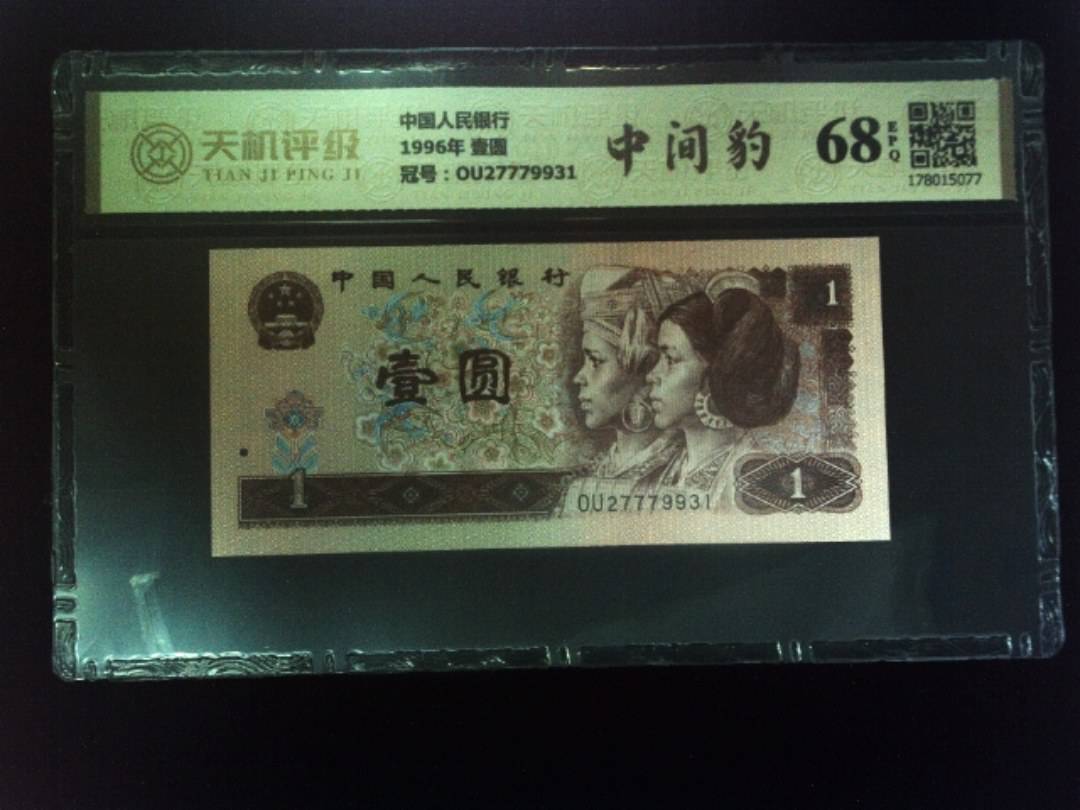 天机评级
TIAN JI PING JI
中国人民银行
1996年 壹圆
冠号：OU27779931
中间豹
68
EPQ
178015077
中国人民银行
1
壹圆
1
OU27779931
1